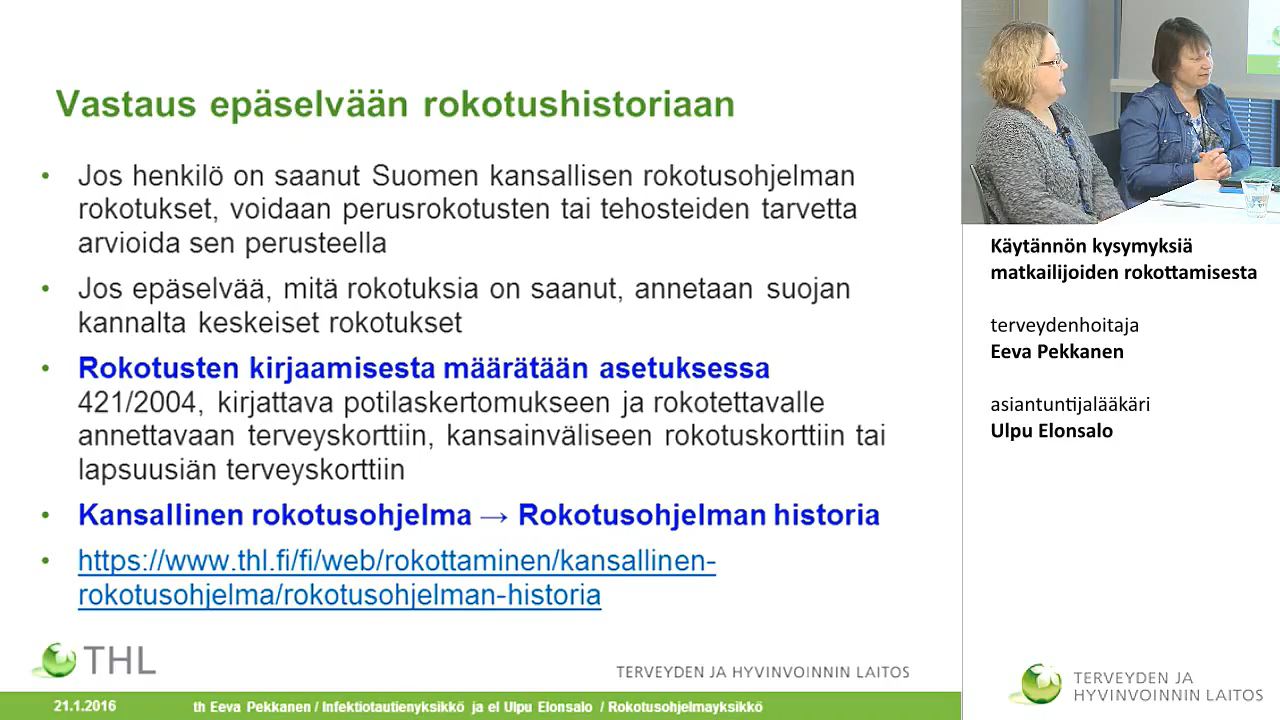 Vastaus epäselvään rokotushistoriaan
• Jos henkilö on saanut Suomen kansallisen rokotusohjelman
rokotukset, voidaan perusrokotusten tai tehosteiden tarvetta
arvioida sen perusteella
• Jos epäselvää, mitä rokotuksia on saanut, annetaan suojan
kannalta keskeiset rokotukset
• Rokotusten kirjaamisesta määrätään asetuksessa
421/2004, kirjattava potilaskertomukseen ja rokotettavalle
annettavaan terveyskorttiin, kansainväliseen rokotuskorttiin tai
lapsuusiän terveyskorttiin
• Kansallinen rokotusohjelma → Rokotusohjelman historia
• https://www.thl.fi/fi/web/rokottaminen/kansallinen-
rokotusohjelma/rokotusohjelman-historia
THL
TERVEYDEN JA HYVINVOINNIN LAITOS
21.1.2016 th Eeva Pekkanen / Infektiotautienyksikkö ja el Ulpu Elonsalo / Rokotusohjelmayksikkö
Käytännön kysymyksiä
matkailijoiden rokottamisesta
terveydenhoitaja
Eeva Pekkanen
asiantuntijalääkäri
Ulpu Elonsalo
TERVEYDEN JA
HYVINVOINNIN LAITOS